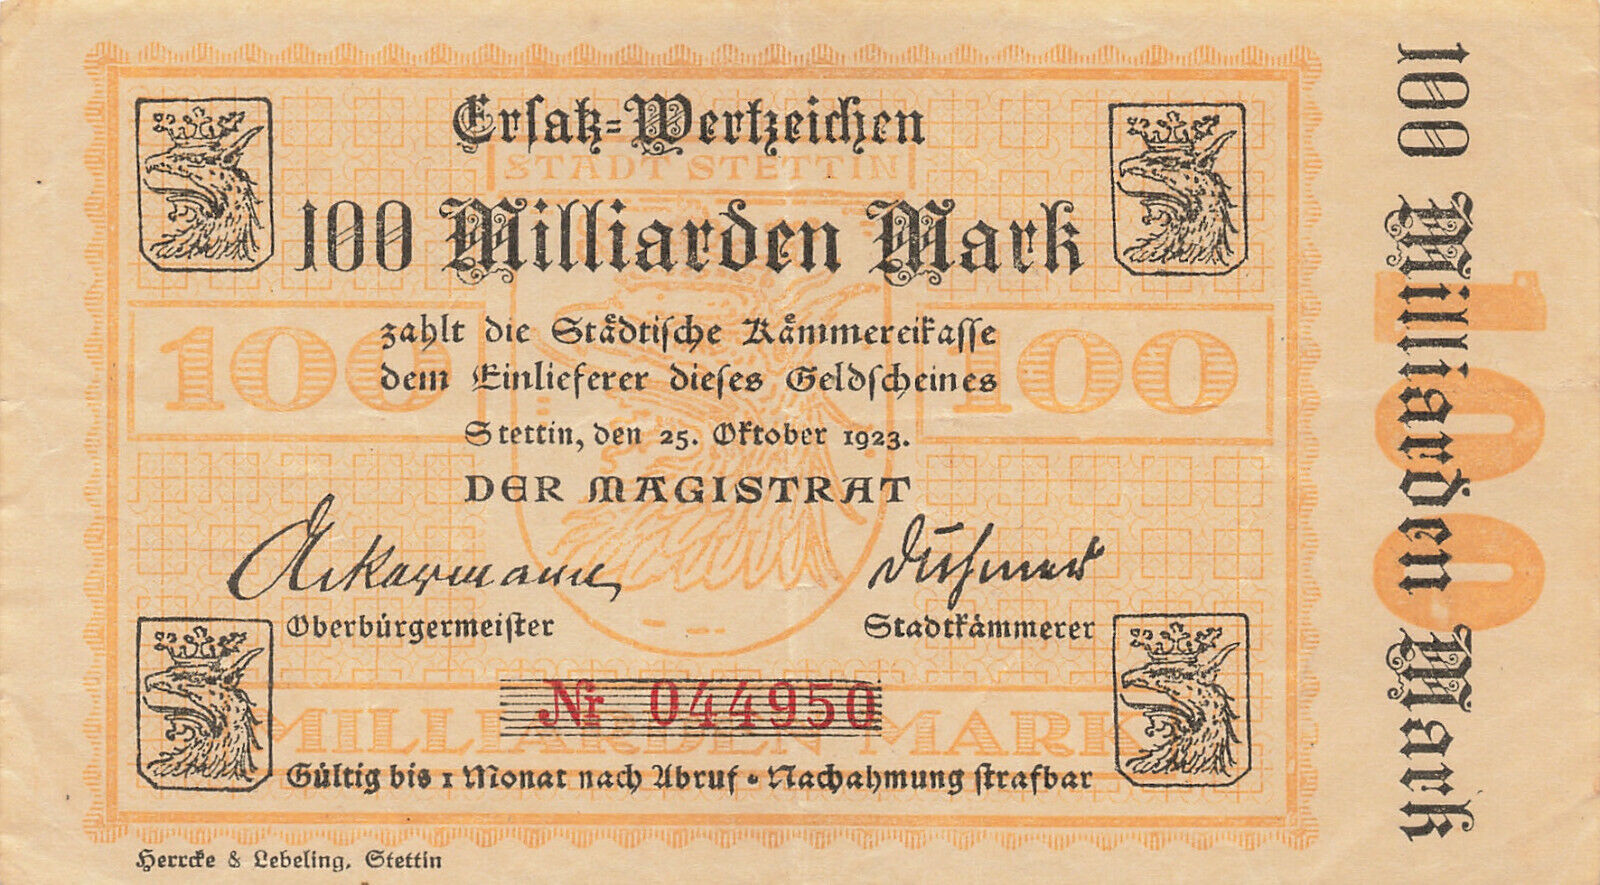 Ersatz=Wertzeichen
STADT STETTIN
100 Milliarden Mark
100
100
zahlt die Städtische Kämmereikasse
dem Einlieferer dieses Geldscheines
Stettin, den 25. Oktober 1923.
DER MAGISTRAT
Ackermann
Oberbürgermeister
Stadtkämmerer
Nr 044950
MILLIARDEN MARK
Gültig bis 1 Monat nach Abruf • Nachahmung strafbar
Herrcke & Lebeling, Stettin
100 Milliarden Mark
100